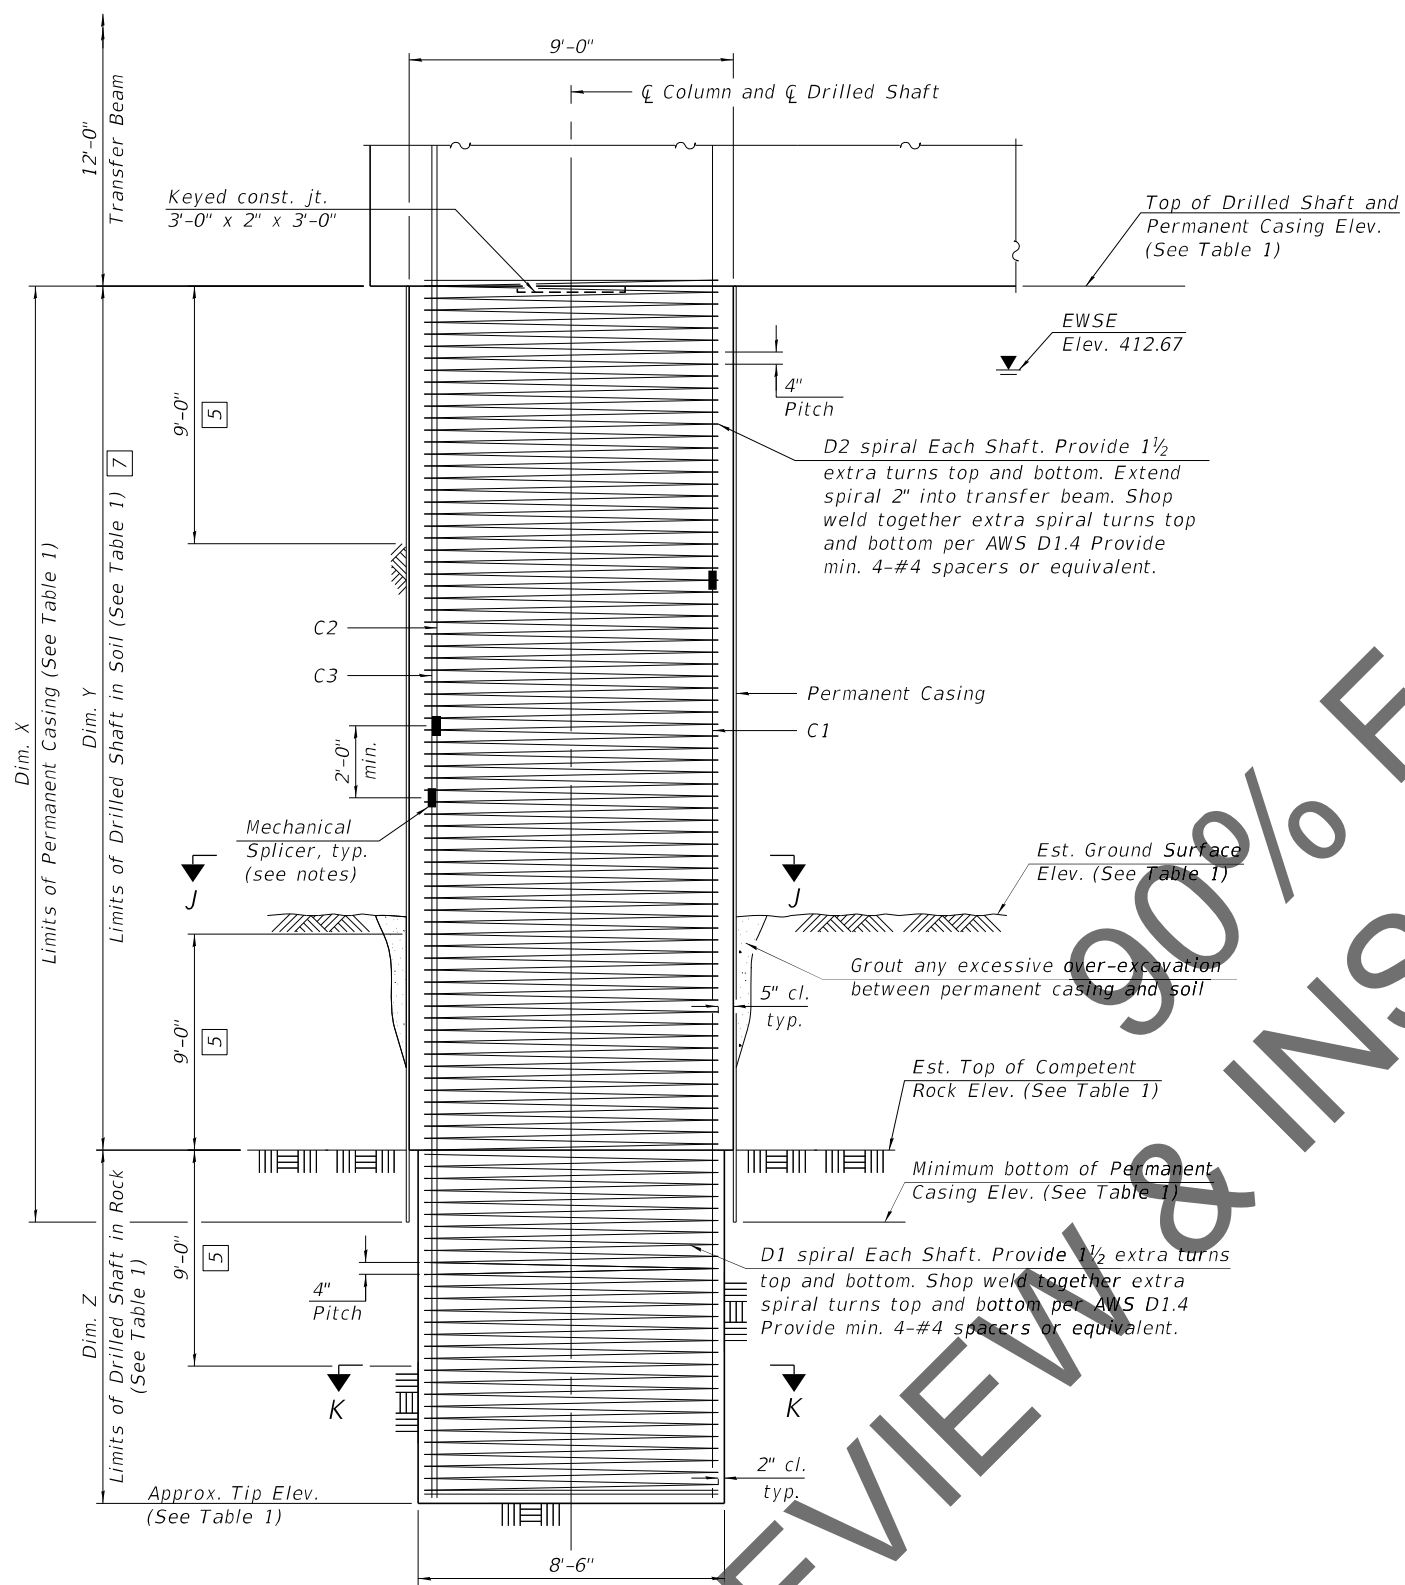 9'-0"
℄ Column and ℄ Drilled Shaft
12'-0"
Transfer Beam
Keyed const. jt.
3'-0" x 2" x 3'-0"
Top of Drilled Shaft and
Permanent Casing Elev.
(See Table 1)
EWSE
Elev. 412.67
4"
Pitch
9'-0"
5
D2 spiral Each Shaft. Provide 1½
extra turns top and bottom. Extend
spiral 2" into transfer beam. Shop
weld together extra spiral turns top
and bottom per AWS D1.4 Provide
min. 4-#4 spacers or equivalent.
Dim. X
Limits of Permanent Casing (See Table 1)
Dim. Y
Limits of Drilled Shaft in Soil (See Table 1)
7
C2
C3
Permanent Casing
C1
2'-0"
min.
Mechanical
Splicer, typ.
(see notes)
J
J
Est. Ground Surface
Elev. (See Table 1)
Grout any excessive over-excavation
between permanent casing and soil
5" cl.
typ.
9'-0"
5
Est. Top of Competent
Rock Elev. (See Table 1)
Minimum bottom of Permanent
Casing Elev. (See Table 1)
9'-0"
5
4"
Pitch
D1 spiral Each Shaft. Provide 1½ extra turns
top and bottom. Shop weld together extra
spiral turns top and bottom per AWS D1.4
Provide min. 4-#4 spacers or equivalent.
Dim. Z
Limits of Drilled Shaft in Rock
(See Table 1)
K
K
2" cl.
typ.
Approx. Tip Elev.
(See Table 1)
8'-6"
90%
EVIEW & INS